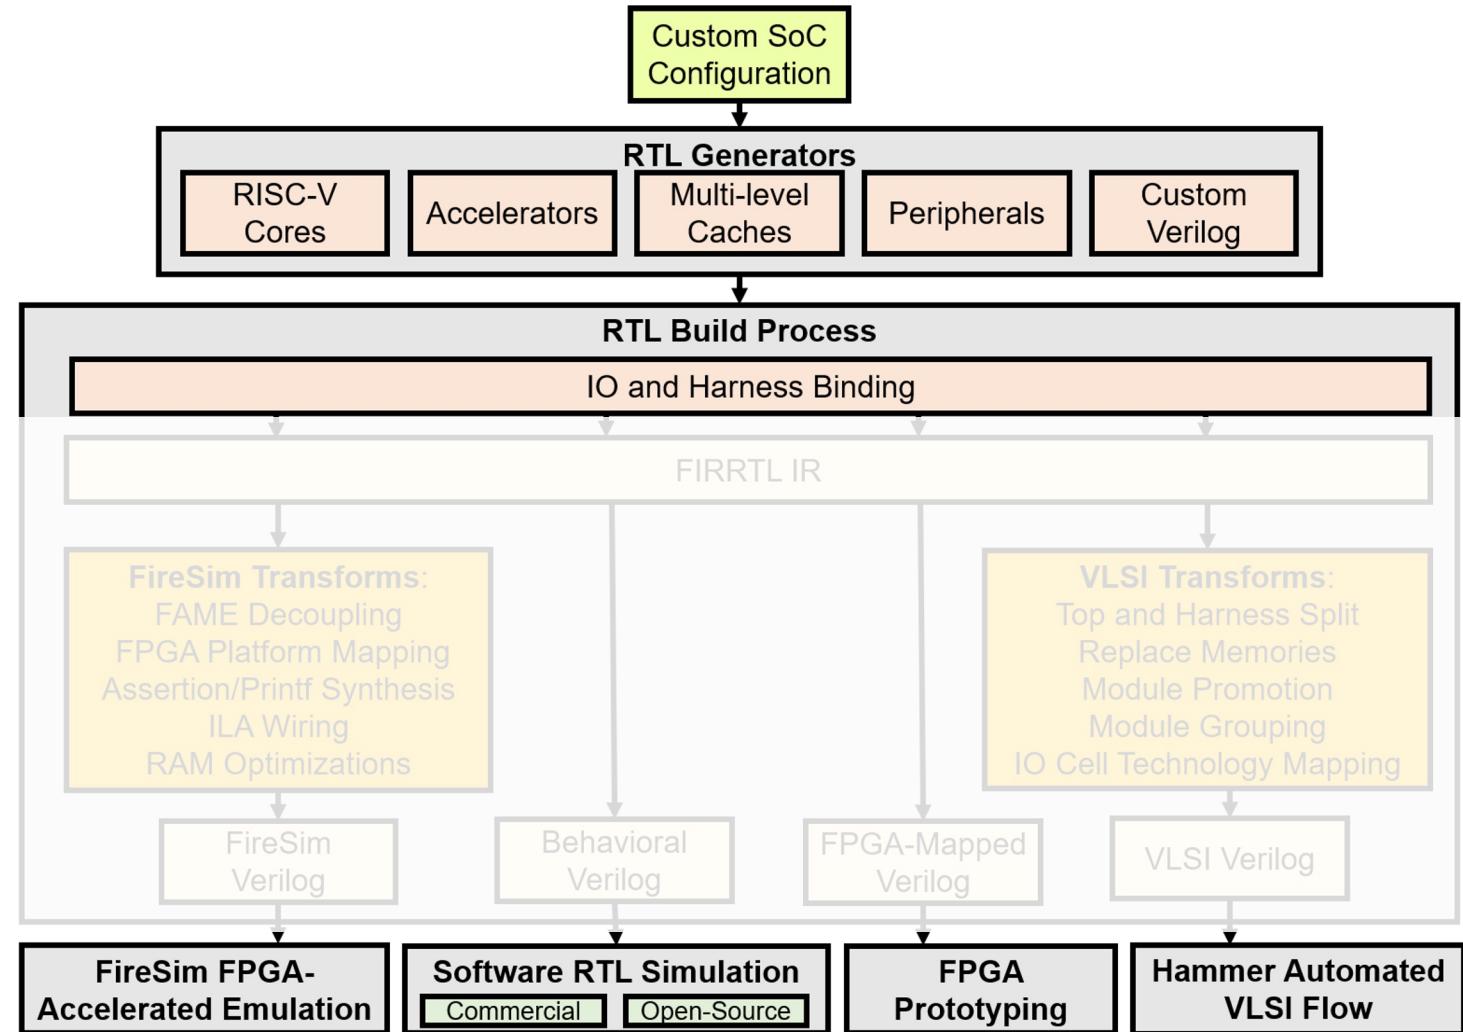 Custom SoC
Configuration
RTL Generators
RISC-V
Cores
Accelerators
Multi-level
Caches
Peripherals
Custom
Verilog
RTL Build Process
IO and Harness Binding
FIRRTL IR
FireSim Transforms:
FAME Decoupling
FPGA Platform Mapping
Assertion/Printf Synthesis
ILA Wiring
RAM Optimizations
VLSI Transforms:
Top and Harness Split
Replace Memories
Module Promotion
Module Grouping
IO Cell Technology Mapping
FireSim
Verilog
Behavioral
Verilog
FPGA-Mapped
Verilog
VLSI Verilog
FireSim FPGA-
Accelerated Emulation
Software RTL Simulation
Commercial
Open-Source
FPGA
Prototyping
Hammer Automated
VLSI Flow